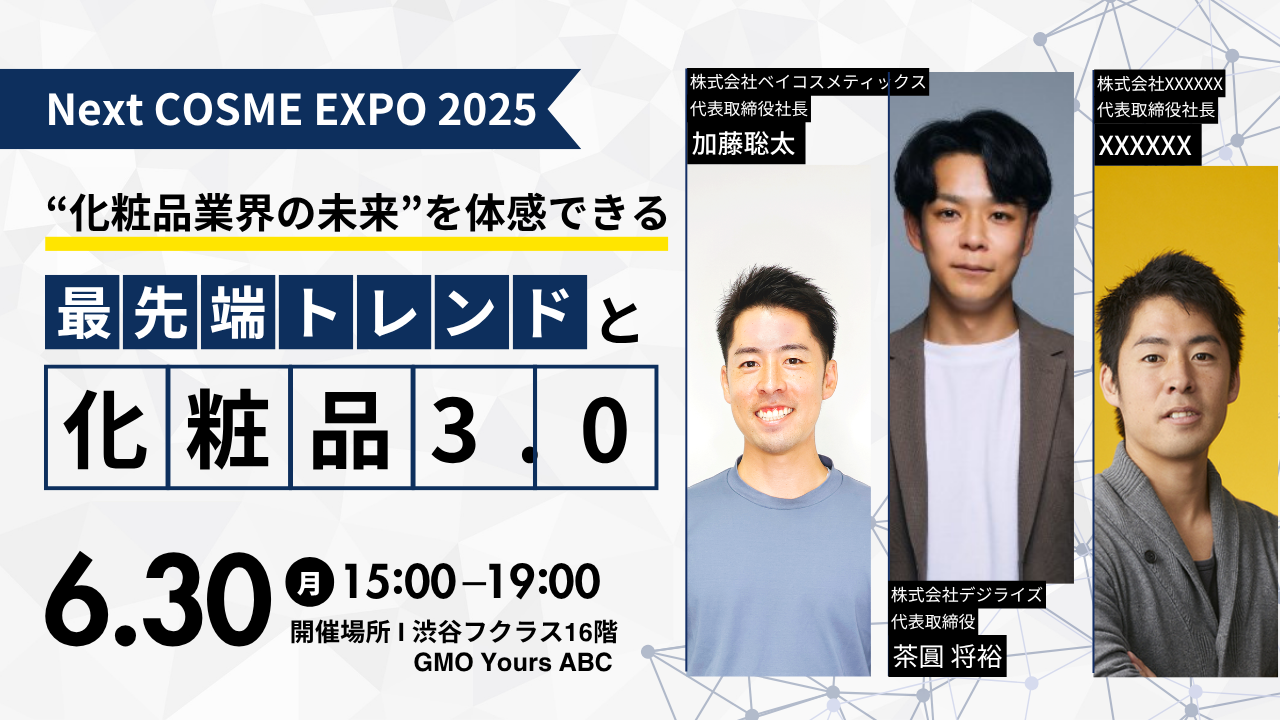 Next COSME EXPO 2025
“化粧品業界の未来”を体感できる
最先端トレンドと
化粧品3.0
6.30 月 15:00–19:00
開催場所 I 渋谷フクラス16階
GMO Yours ABC
株式会社ベイコスメティックス
代表取締役社長
加藤聡太
株式会社デジライズ
代表取締役
茶圓 将裕
株式会社XXXXXX
代表取締役社長
XXXXXX